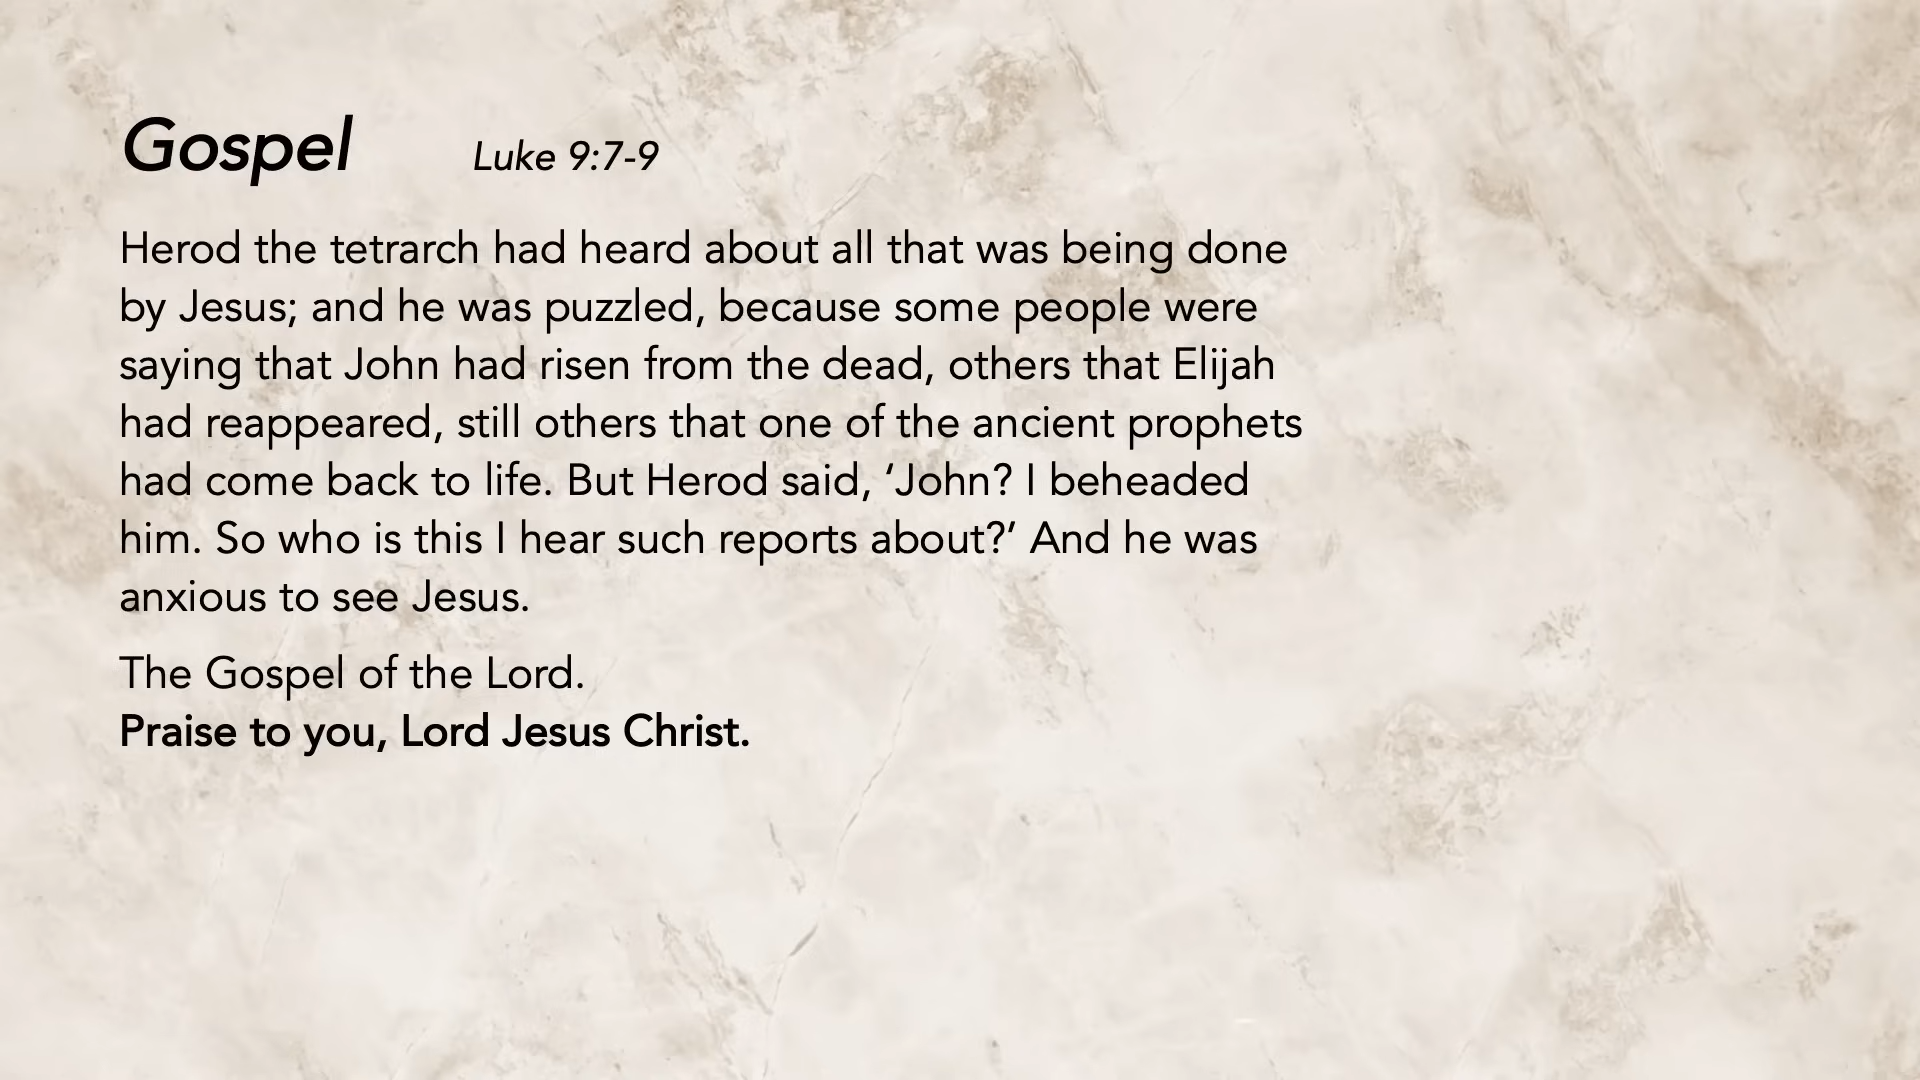 Gospel Luke 9:7-9
Herod the tetrarch had heard about all that was being done
by Jesus; and he was puzzled, because some people were
saying that John had risen from the dead, others that Elijah
had reappeared, still others that one of the ancient prophets
had come back to life. But Herod said, ‘John? I beheaded
him. So who is this I hear such reports about?’ And he was
anxious to see Jesus.
The Gospel of the Lord.
Praise to you, Lord Jesus Christ.